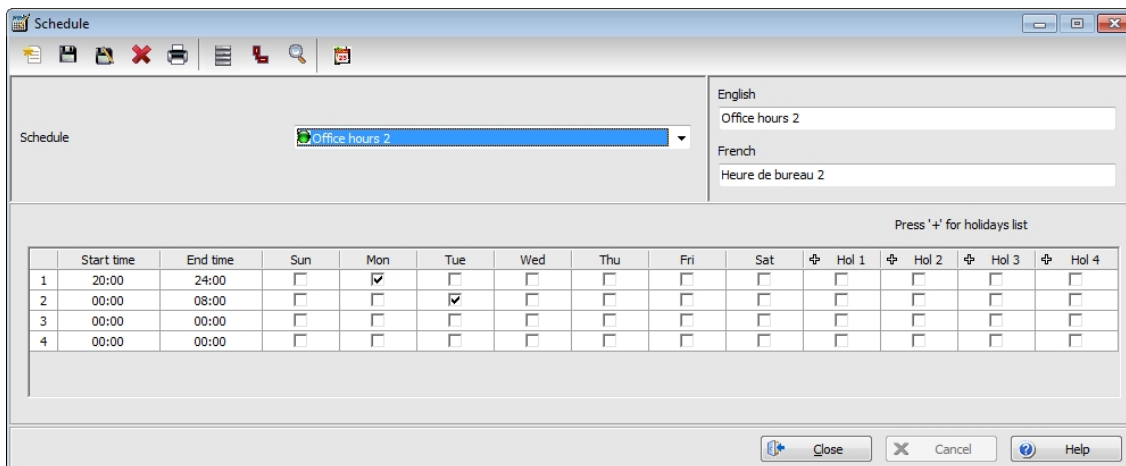 Schedule
Schedule
Office hours 2
English
Office hours 2
French
Heure de bureau 2
Press '+' for holidays list
Start time End time Sun Mon Tue Wed Thu Fri Sat Hol 1 Hol 2 Hol 3 Hol 4
1 20:00 24:00
2 00:00 08:00
3 00:00 00:00
4 00:00 00:00
Close Cancel Help